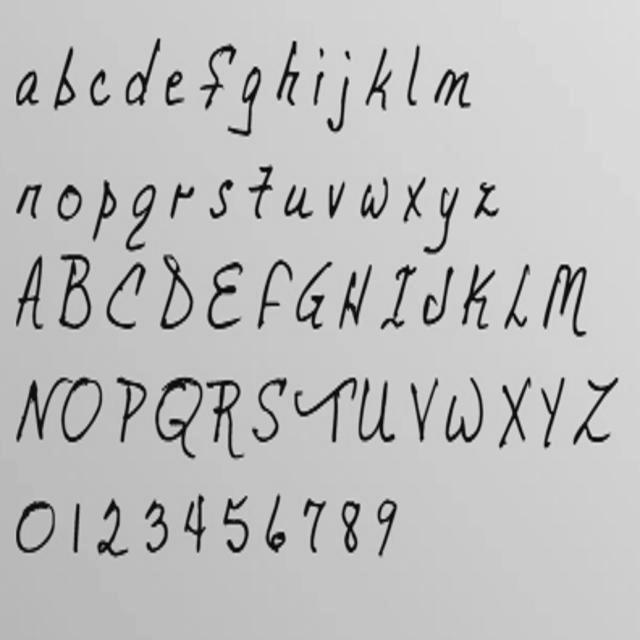 a b c d e f g h i j k l m
n o p q r s t u v w x y z
A B C D E F G H I J K L M
N O P Q R S T U V W X Y Z
0 1 2 3 4 5 6 7 8 9